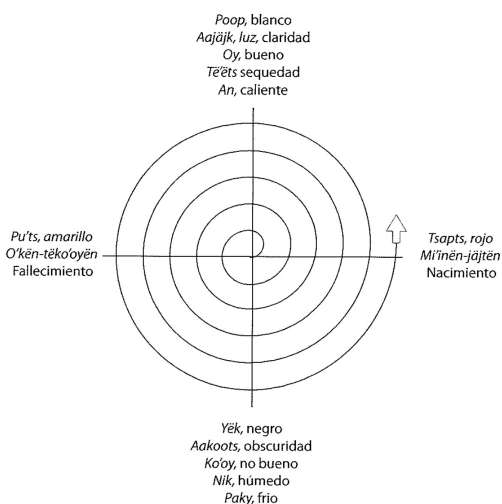 Poop, blanco
Aajäjk, luz, claridad
Oy, bueno
Të'ëts sequedad
An, caliente
Pu'ts, amarillo
O'kën-tëko'oyën
Fallecimiento
Tsapts, rojo
Mi'inën-jäjtën
Nacimiento
Yëk, negro
Aakoots, obscuridad
Ko'oy, no bueno
Nik, húmedo
Paky, frio